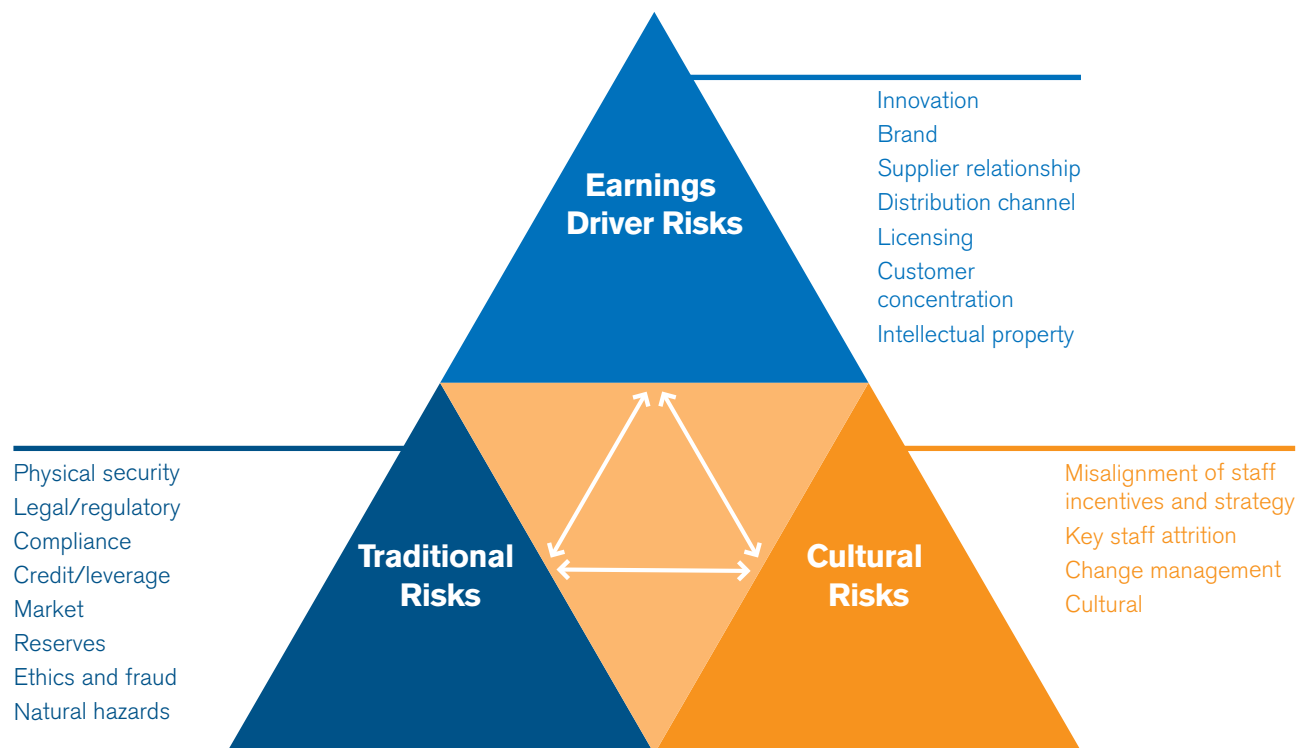 Earnings
Driver Risks
Innovation
Brand
Supplier relationship
Distribution channel
Licensing
Customer
concentration
Intellectual property
Traditional
Risks
Physical security
Legal/regulatory
Compliance
Credit/leverage
Market
Reserves
Ethics and fraud
Natural hazards
Cultural
Risks
Misalignment of staff
incentives and strategy
Key staff attrition
Change management
Cultural